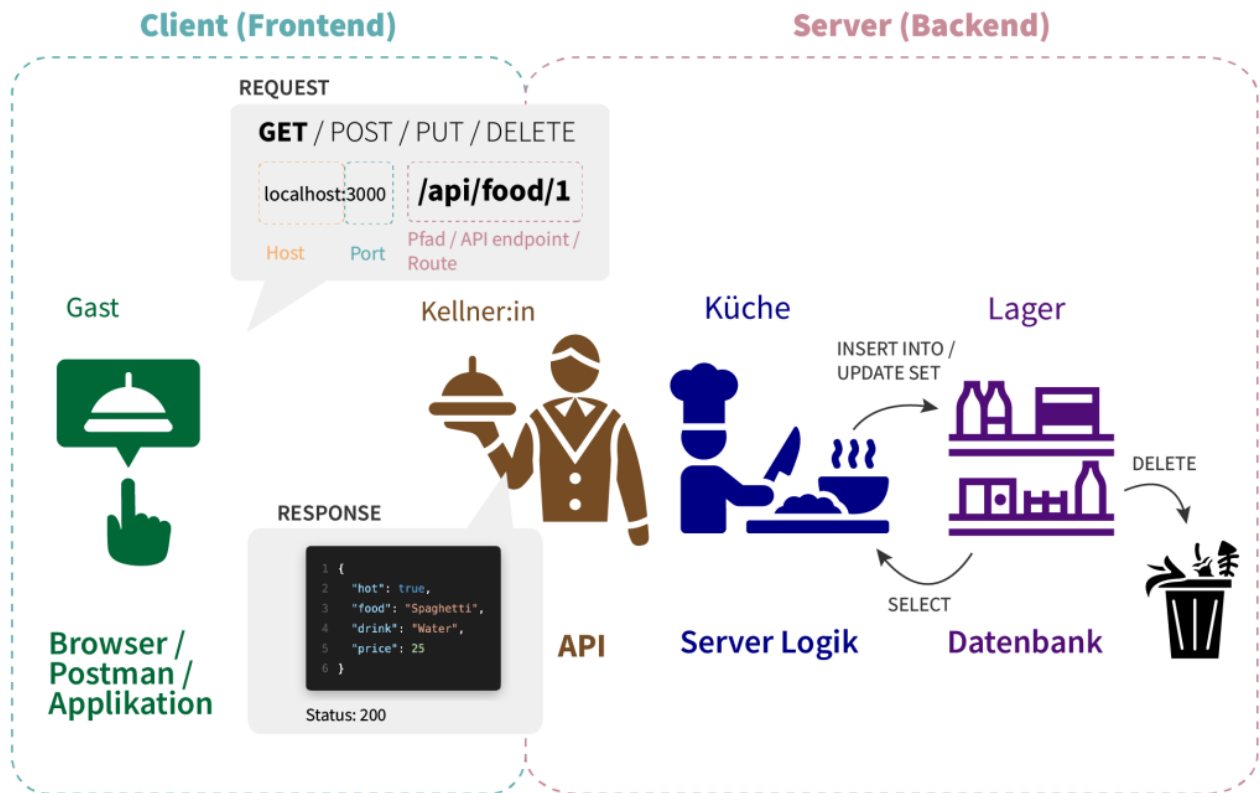 Client (Frontend)
Server (Backend)
REQUEST
GET / POST / PUT / DELETE
localhost:3000
/api/food/1
Host
Port
Pfad / API endpoint /
Route
Gast
Kellner:in
Küche
Lager
INSERT INTO /
UPDATE SET
DELETE
SELECT
RESPONSE
1 {
2 "hot": true,
3 "food": "Spaghetti",
4 "drink": "Water",
5 "price": 25
6 }
Status: 200
Browser /
Postman /
Applikation
API
Server Logik
Datenbank